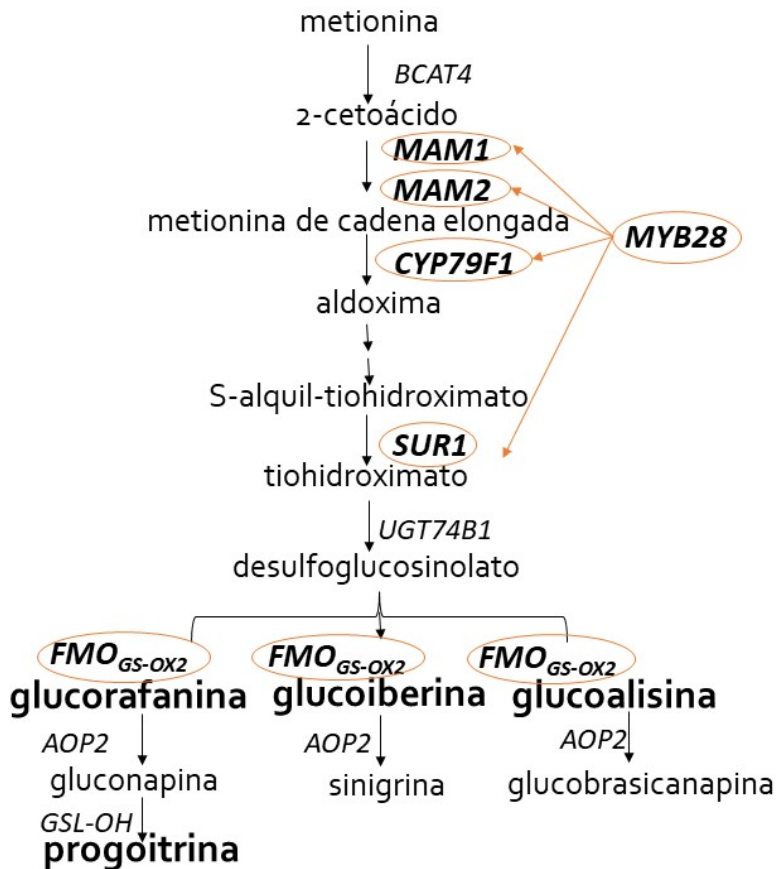 metionina
BCAT4
2-cetoácido
MAM1
MAM2
metionina de cadena elongada
MYB28
CYP79F1
aldoxima
S-alquil-tiohidroximato
SUR1
tiohidroximato
UGT74B1
desulfoglucosinolato
FMOGS-OX2 FMOGS-OX2 FMOGS-OX2
glucorafanina glucoiberina glucoalisina
AOP2 AOP2 AOP2
gluconapina sinigrina glucobrasicanapina
GSL-OH
progoitrina